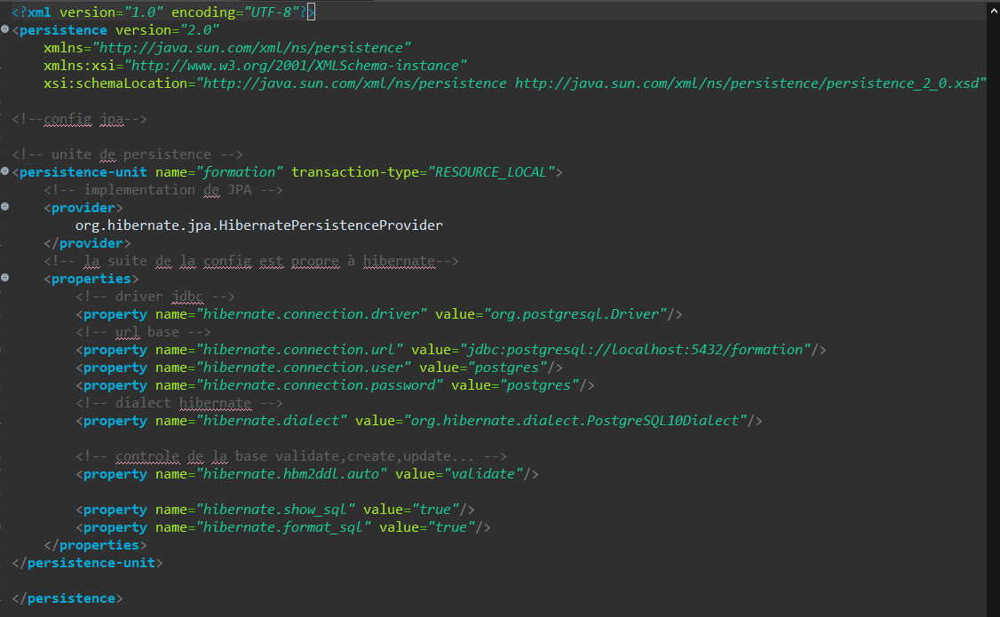 <?xml version="1.0" encoding="UTF-8"?>
<persistence version="2.0"
xmlns="http://java.sun.com/xml/ns/persistence"
xmlns:xsi="http://www.w3.org/2001/XMLSchema-instance"
xsi:schemaLocation="http://java.sun.com/xml/ns/persistence http://java.sun.com/xml/ns/persistence/persistence_2_0.xsd"
<!--config jpa-->
<!-- unite de persistence -->
<persistence-unit name="formation" transaction-type="RESOURCE_LOCAL">
<!-- implementation de JPA -->
<provider>
org.hibernate.jpa.HibernatePersistenceProvider
</provider>
<!-- la suite de la config est propre à hibernate-->
<properties>
<!-- driver jdbc -->
<property name="hibernate.connection.driver" value="org.postgresql.Driver"/>
<!-- url base -->
<property name="hibernate.connection.url" value="jdbc:postgresql://localhost:5432/formation"/>
<property name="hibernate.connection.user" value="postgres"/>
<property name="hibernate.connection.password" value="postgres"/>
<!-- dialect hibernate -->
<property name="hibernate.dialect" value="org.hibernate.dialect.PostgreSQL10Dialect"/>
<!-- controle de la base validate,create,update... -->
<property name="hibernate.hbm2ddl.auto" value="validate"/>
<property name="hibernate.show_sql" value="true"/>
<property name="hibernate.format_sql" value="true"/>
</properties>
</persistence-unit>
</persistence>